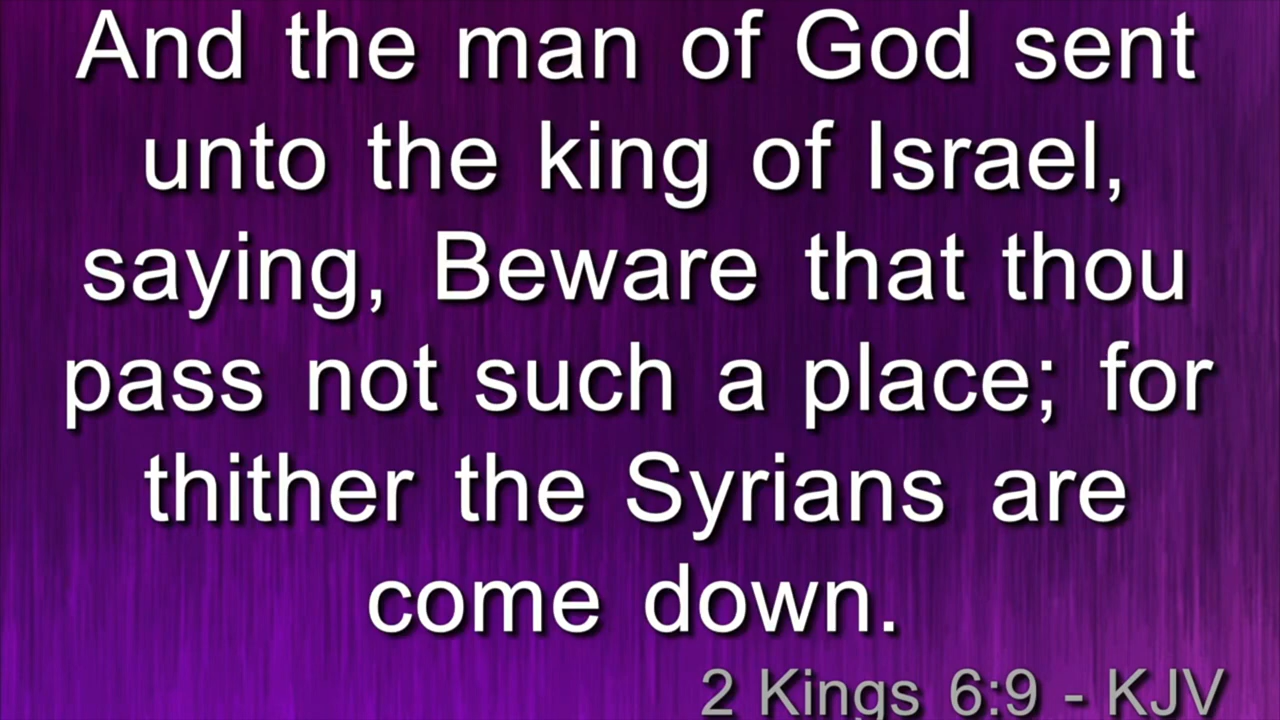 And the man of God sent
unto the king of Israel,
saying, Beware that thou
pass not such a place; for
thither the Syrians are
come down.
2 Kings 6:9 - KJV